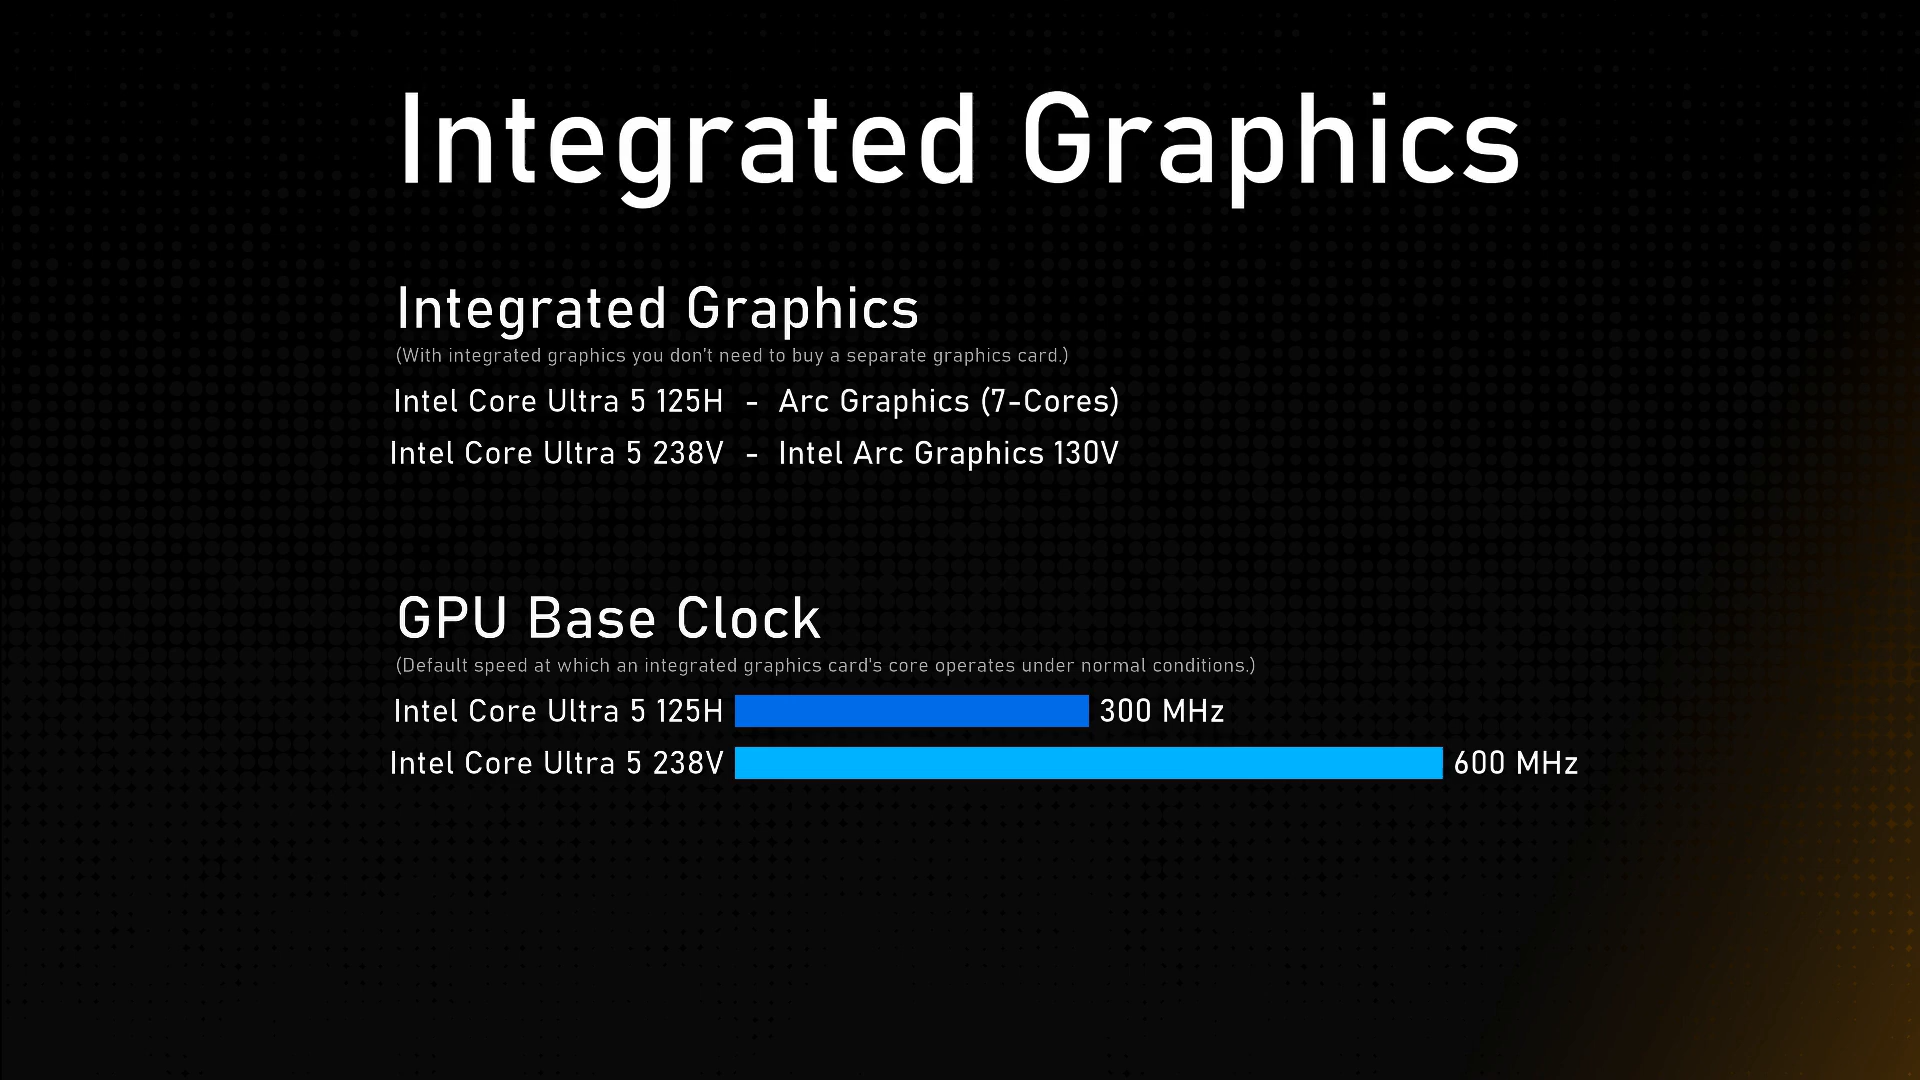 Integrated Graphics
Integrated Graphics
(With integrated graphics you don't need to buy a separate graphics card.)
Intel Core Ultra 5 125H - Arc Graphics (7-Cores)
Intel Core Ultra 5 238V - Intel Arc Graphics 130V
GPU Base Clock
(Default speed at which an integrated graphics card's core operates under normal conditions.)
Intel Core Ultra 5 125H 300 MHz
Intel Core Ultra 5 238V 600 MHz